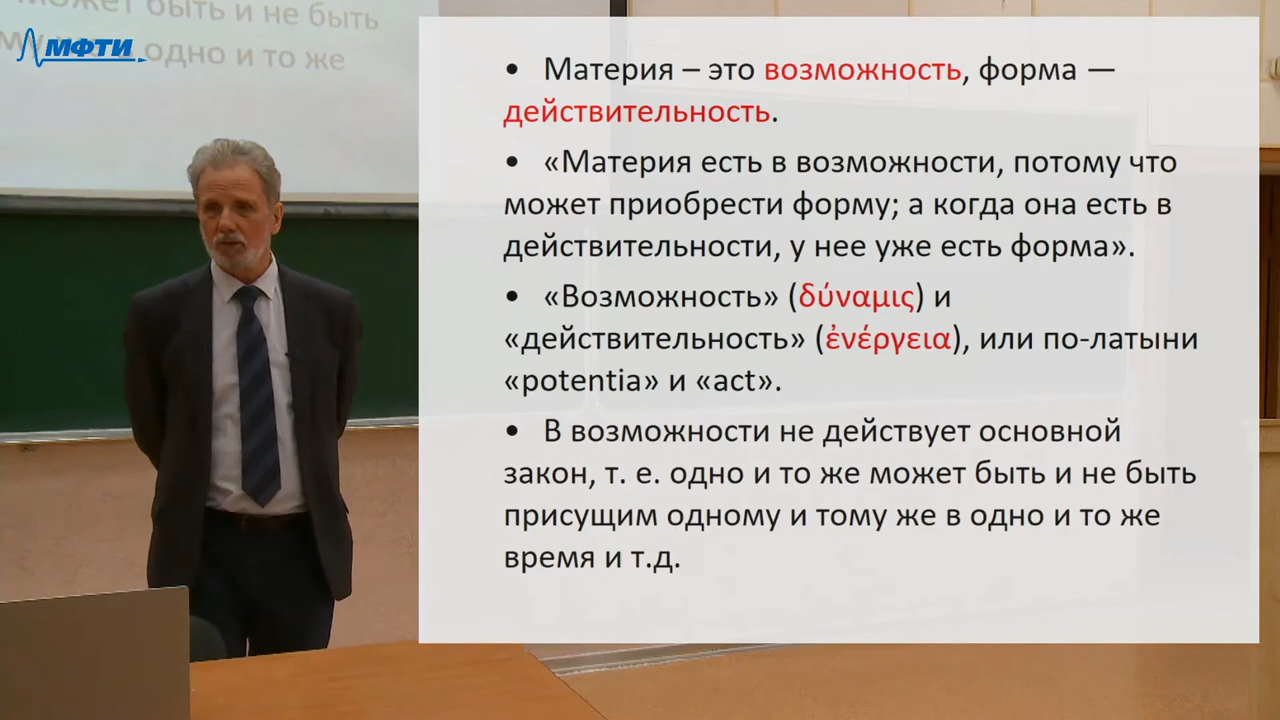 может быть и не быть
одно и то же
МФТИ
• Материя – это возможность, форма —
действительность.
• «Материя есть в возможности, потому что
может приобрести форму; а когда она есть в
действительности, у нее уже есть форма».
• «Возможность» (δύναμις) и
«действительность» (ἐνέργεια), или по-латыни
«potentia» и «act».
• В возможности не действует основной
закон, т. е. одно и то же может быть и не быть
присущим одному и тому же в одно и то же
время и т.д.